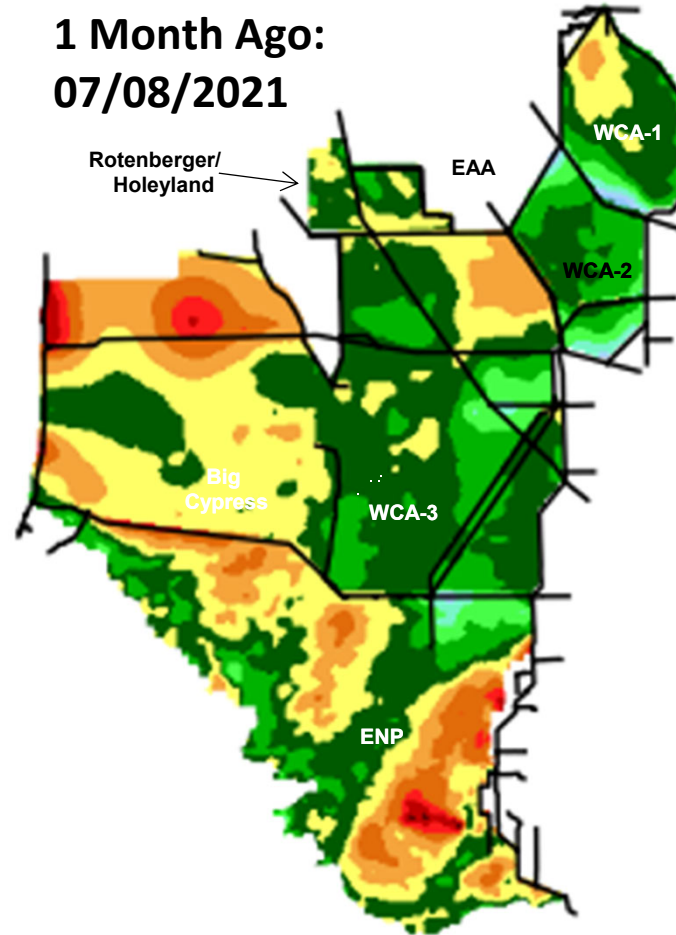 1 Month Ago:
07/08/2021
WCA-1
Rotenberger/
Holeyland
EAA
WCA-2
Big
Cypress
WCA-3
ENP